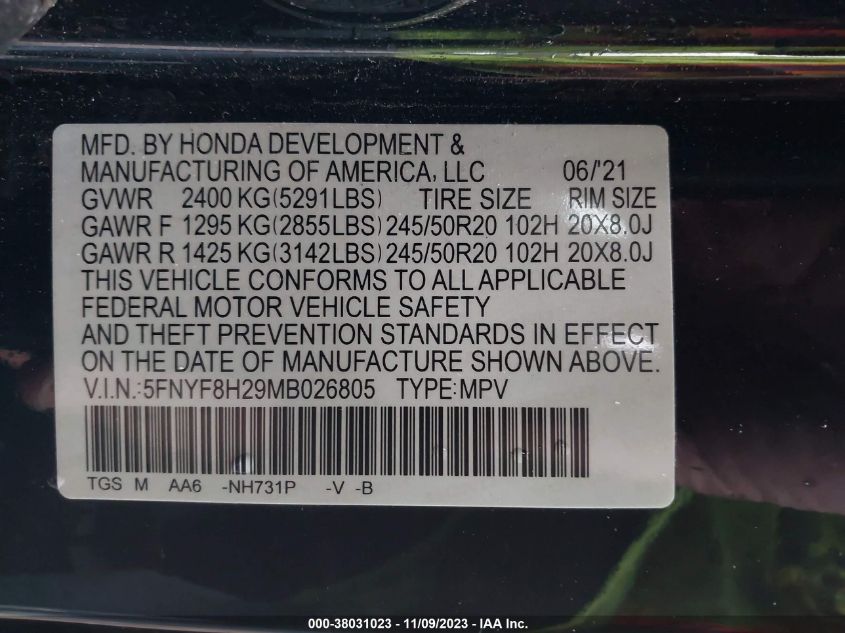 MFD. BY HONDA DEVELOPMENT &
MANUFACTURING OF AMERICA, LLC 06/'21
GVWR 2400 KG(5291LBS) TIRE SIZE RIM SIZE
GAWR F 1295 KG(2855LBS) 245/50R20 102H 20X8.0J
GAWR R 1425 KG(3142LBS) 245/50R20 102H 20X8.0J
THIS VEHICLE CONFORMS TO ALL APPLICABLE
FEDERAL MOTOR VEHICLE SAFETY
AND THEFT PREVENTION STANDARDS IN EFFECT
ON THE DATE OF MANUFACTURE SHOWN ABOVE.
V.I.N.:5FNYF8H29MB026805 TYPE:MPV
TGS M AA6 -NH731P -V -B
000-38031023 - 11/09/2023 - IAA Inc.